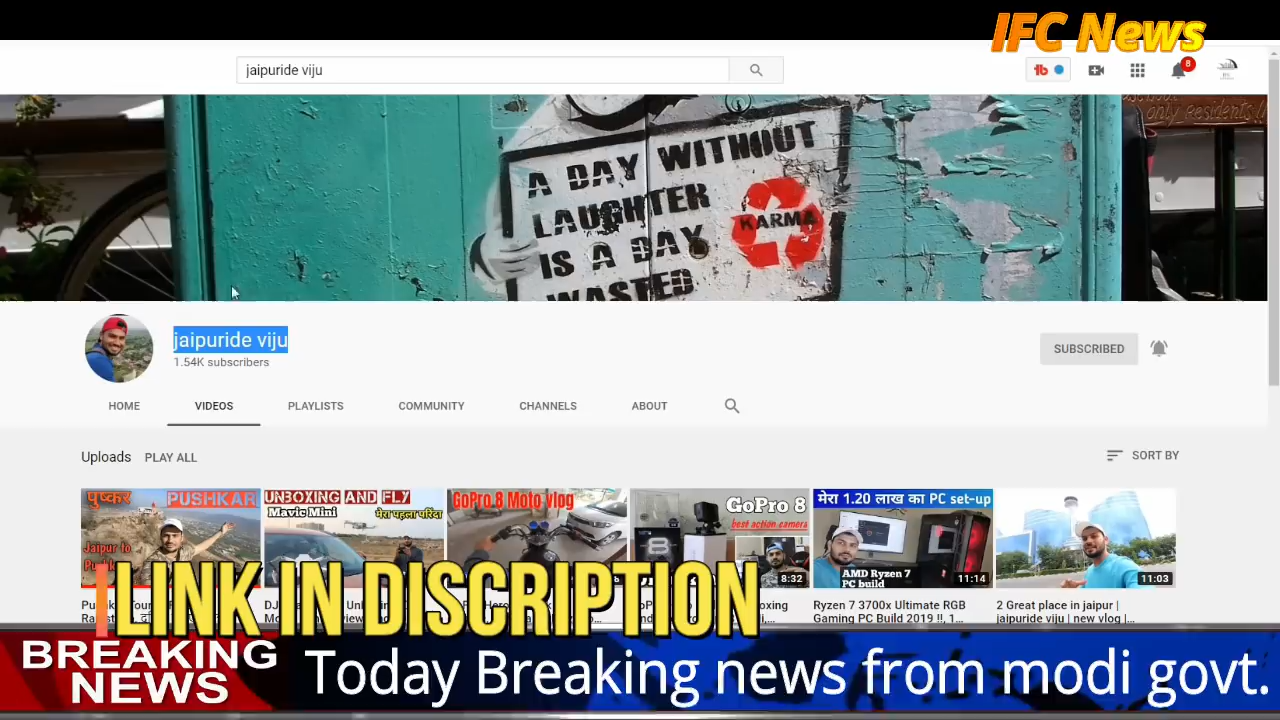 IFC News
jaipuride viju
8
only residents
A DAY WITHOUT
LAUGHTER
IS A DAY
WASTED
KARMA
jaipuride viju
1.54K subscribers
SUBSCRIBED
HOME VIDEOS PLAYLISTS COMMUNITY CHANNELS ABOUT
Uploads PLAY ALL
SORT BY
पुष्कर PUSHKAR
Jaipur to
UNBOXING AND FLY
Mavic Mini मेरा पहला परिंदा
GoPro 8 Moto vlog
GoPro 8
best action camera
8:32
मेरा 1.20 लाख का PC set-up
AMD Ryzen 7
PC build
11:14
11:03
LINK IN DISCRIPTION
Ryzen 7 3700x Ultimate RGB
Gaming PC Build 2019 !!, 1...
2 Great place in jaipur |
jaipuride viju | new vlog |...
BREAKING
NEWS
Today Breaking news from modi govt.